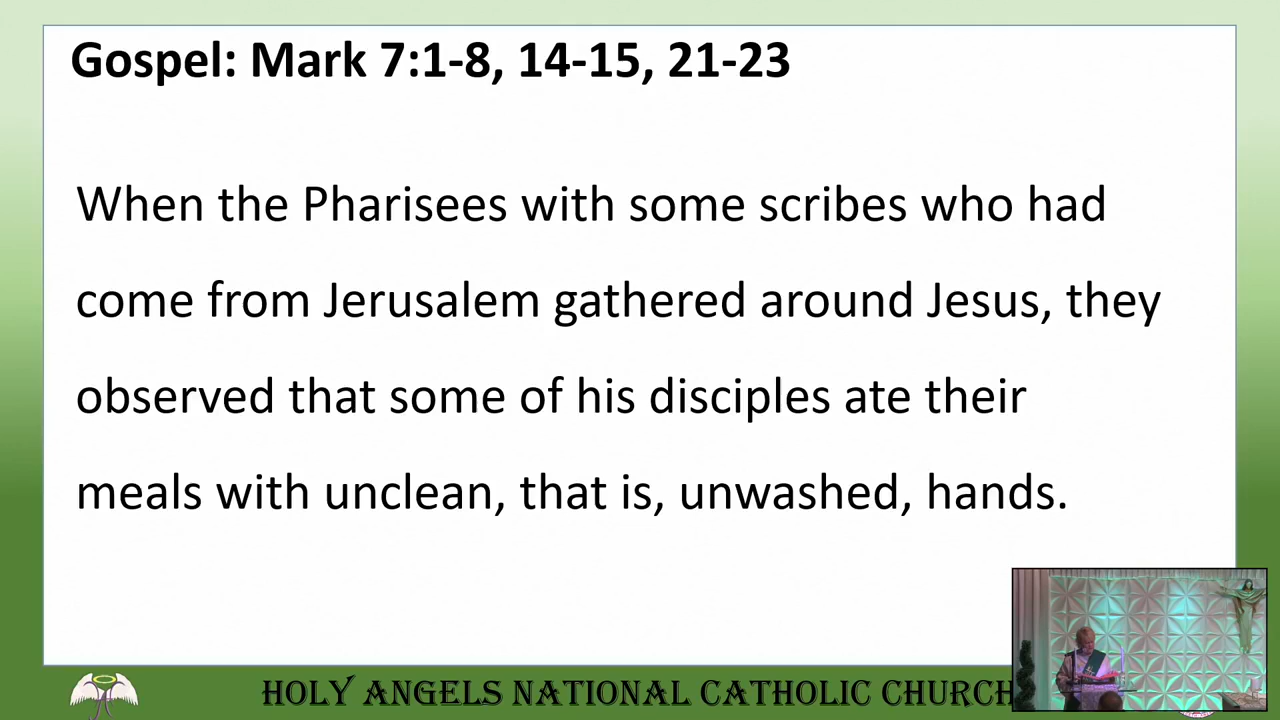 Gospel: Mark 7:1-8, 14-15, 21-23
When the Pharisees with some scribes who had
come from Jerusalem gathered around Jesus, they
observed that some of his disciples ate their
meals with unclean, that is, unwashed, hands.
HOLY ANGELS NATIONAL CATHOLIC CHURCH